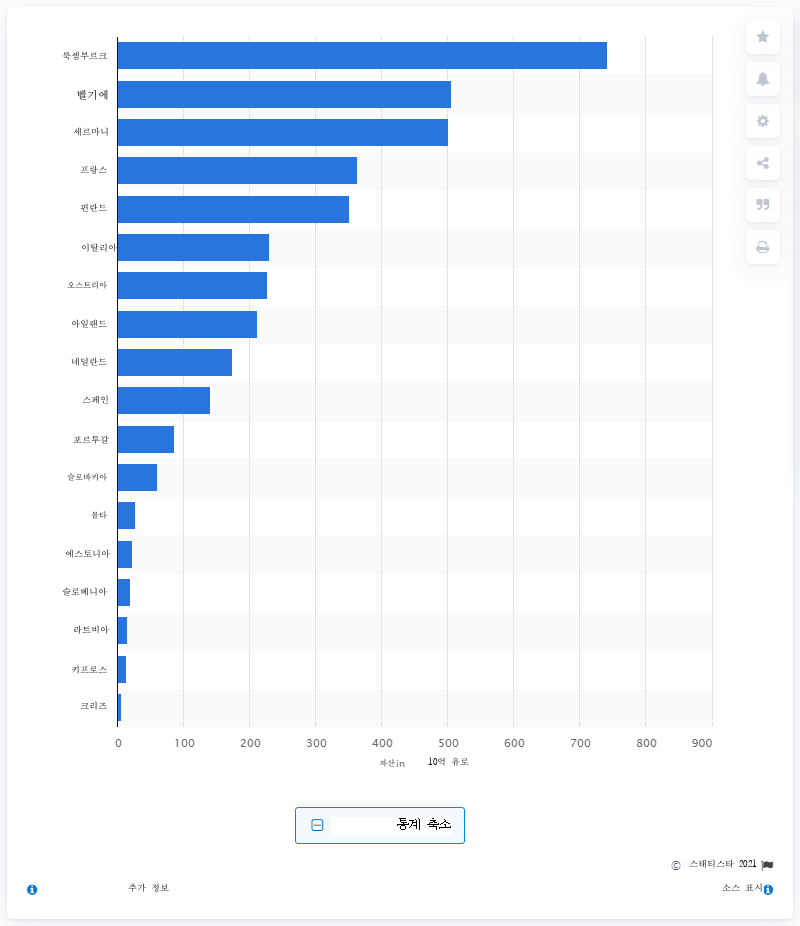 룩셈부르크
벨기에
세르마니
프랑스
핀란드
이탈리아
오스트리아
아일랜드
네덜란드
스페인
포르투갈
슬로바키아
몰타
에스토니아
슬로베니아
라트비아
키프로스
크리즈
0 100 200 300 400 500 600 700 800 900
자산in 10억 유로
통계 축소
© 스태티스타 2021
추가 정보 소스 표시